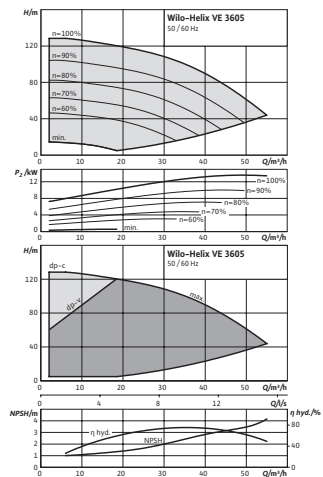 H/m
Wilo-Helix VE 3605
50 / 60 Hz
n=100%
120
n=90%
80
n=80%
n=70%
40
n=60%
min.
0
0 10 20 30 40 50 Q/m³/h
P₂/kW
12
n=100%
n=90%
8
n=80%
4
n=70%
n=60%
0
min.
0 10 20 30 40 50 Q/m³/h
H/m
Wilo-Helix VE 3605
50 / 60 Hz
dp-c
120
max.
dp-v
80
40
0
0 10 20 30 40 50 Q/m³/h
0 4 8 12 Q/l/s
NPSH/m
η hyd./%
4
80
3
η hyd.
2
NPSH
40
1
0
0
0 10 20 30 40 50 Q/m³/h